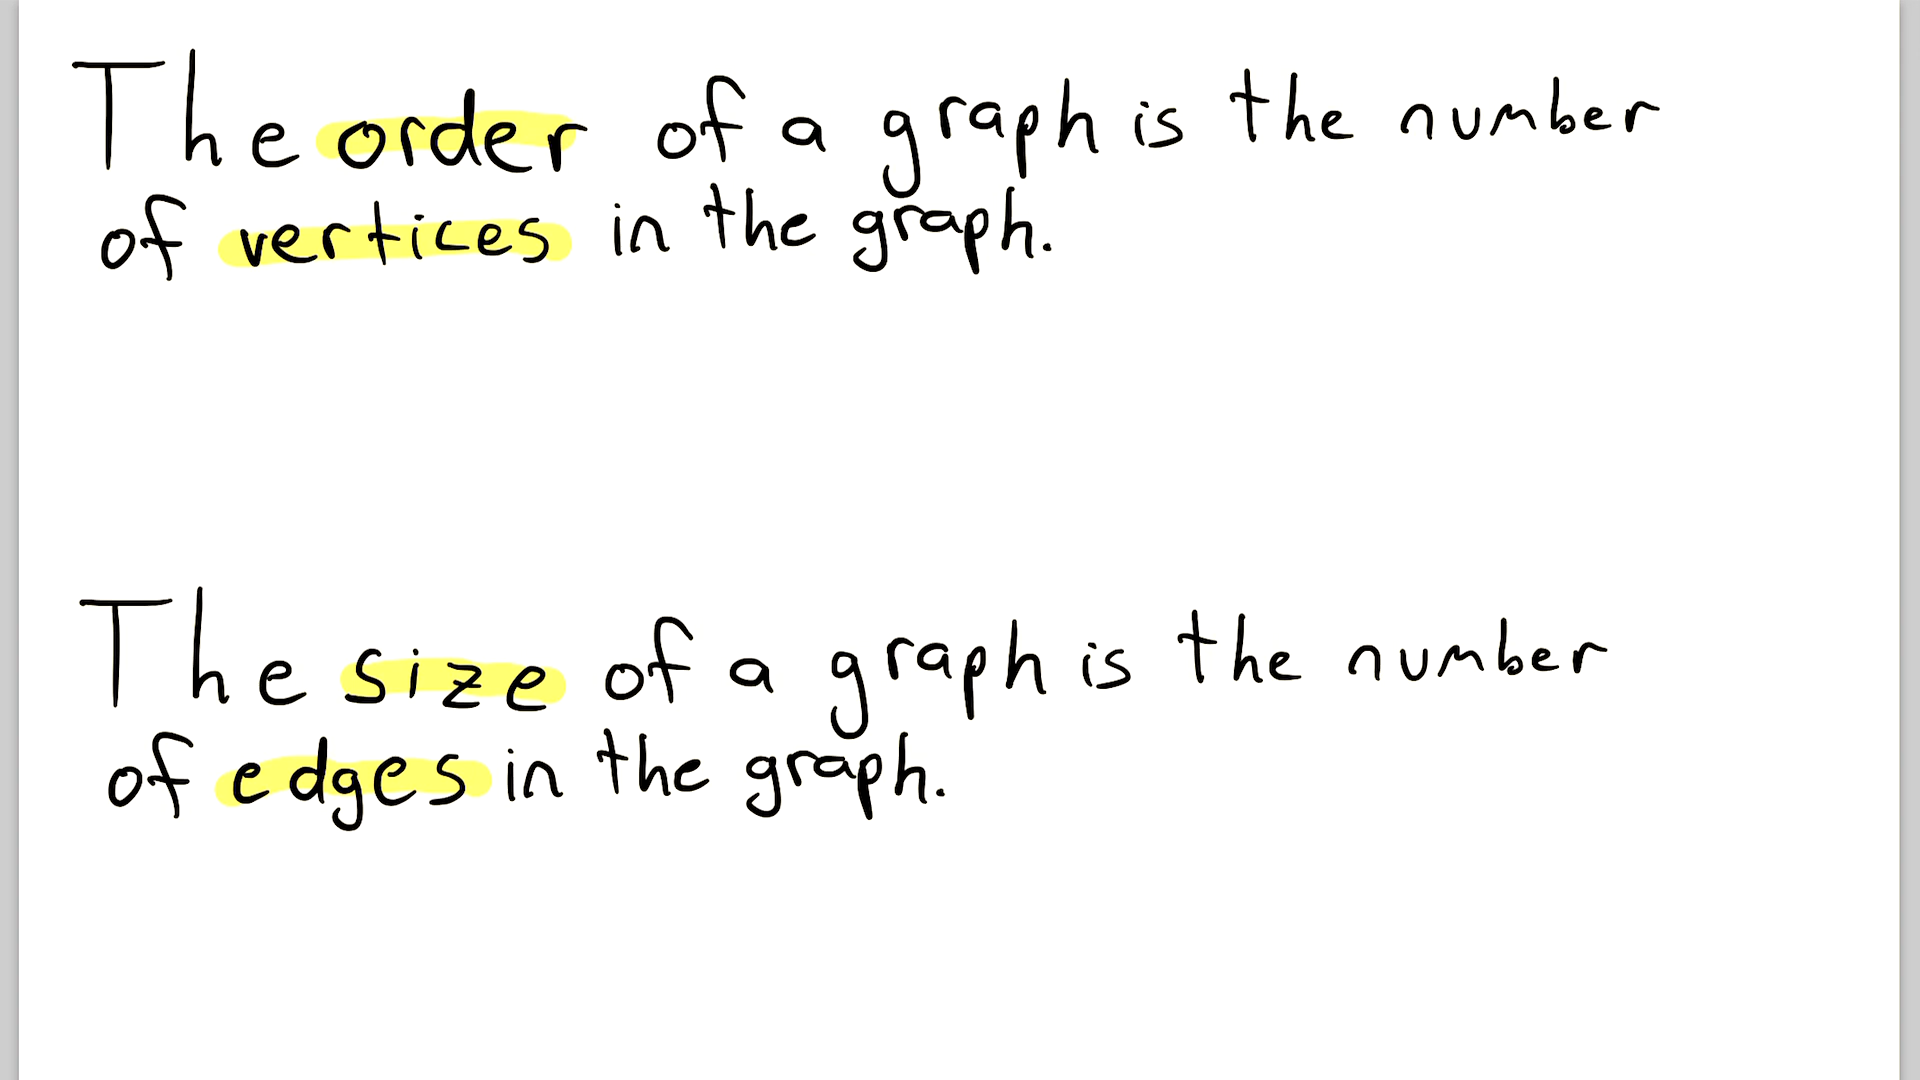 The order of a graph is the number
of vertices in the graph.
The size of a graph is the number
of edges in the graph.